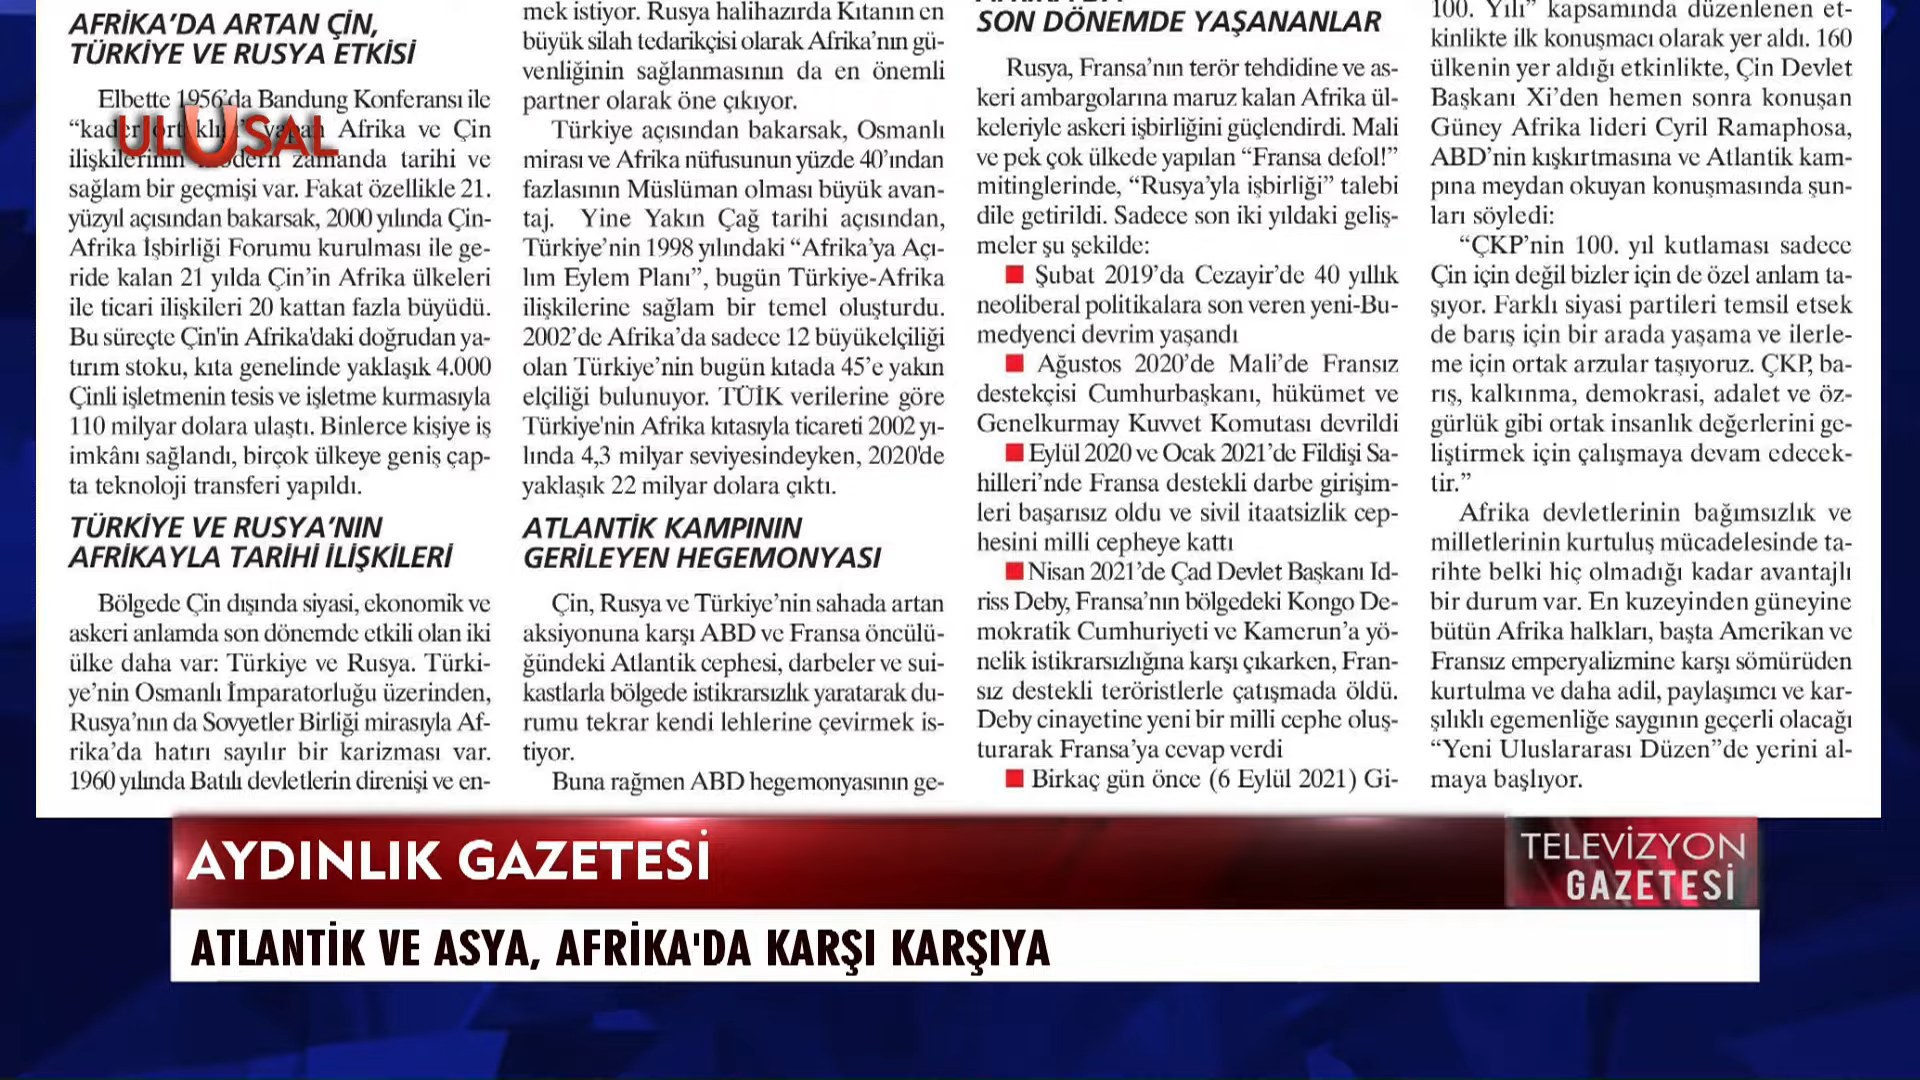 AFRİKA’DA ARTAN ÇİN,
TÜRKİYE VE RUSYA ETKİSİ
Elbette 1956’da Bandung Konferansı ile
“kader ortaklığı” yapan Afrika ve Çin
ilişkilerinin modern zamanda tarihi ve
sağlam bir geçmişi var. Fakat özellikle 21.
yüzyıl açısından bakarsak, 2000 yılında Çin-
Afrika İşbirliği Forumu kurulması ile ge-
ride kalan 21 yılda Çin’in Afrika ülkeleri
ile ticari ilişkileri 20 kattan fazla büyüdü.
Bu süreçte Çin'in Afrika'daki doğrudan ya-
tırım stoku, kıta genelinde yaklaşık 4.000
Çinli işletmenin tesis ve işletme kurmasıyla
110 milyar dolara ulaştı. Binlerce kişiye iş
imkânı sağlandı, birçok ülkeye geniş çap-
ta teknoloji transferi yapıldı.
TÜRKİYE VE RUSYA’NIN
AFRİKAYLA TARİHİ İLİŞKİLERİ
Bölgede Çin dışında siyasi, ekonomik ve
askeri anlamda son dönemde etkili olan iki
ülke daha var: Türkiye ve Rusya. Türki-
ye’nin Osmanlı İmparatorluğu üzerinden,
Rusya’nın da Sovyetler Birliği mirasıyla Af-
rika’da hatırı sayılır bir karizması var.
1960 yılında Batılı devletlerin direnişi ve en-
mek istiyor. Rusya halihazırda Kıtanın en
büyük silah tedarikçisi olarak Afrika’nın gü-
venliğinin sağlanmasının da en önemli
partner olarak öne çıkıyor.
Türkiye açısından bakarsak, Osmanlı
mirası ve Afrika nüfusunun yüzde 40’ından
fazlasının Müslüman olması büyük avan-
taj. Yine Yakın Çağ tarihi açısından,
Türkiye’nin 1998 yılındaki “Afrika’ya Açı-
lım Eylem Planı”, bugün Türkiye-Afrika
ilişkilerine sağlam bir temel oluşturdu.
2002’de Afrika’da sadece 12 büyükelçiliği
olan Türkiye’nin bugün kıtada 45’e yakın
elçiliği bulunuyor. TÜİK verilerine göre
Türkiye'nin Afrika kıtasıyla ticareti 2002 yı-
lında 4,3 milyar seviyesindeyken, 2020'de
yaklaşık 22 milyar dolara çıktı.
ATLANTİK KAMPININ
GERİLEYEN HEGEMONYASI
Çin, Rusya ve Türkiye’nin sahada artan
aksiyonuna karşı ABD ve Fransa öncülü-
ğündeki Atlantik cephesi, darbeler ve sui-
kastlarla bölgede istikrarsızlık yaratarak du-
rumu tekrar kendi lehlerine çevirmek is-
tiyor.
Buna rağmen ABD hegemonyasının ge-
SON DÖNEMDE YAŞANANLAR
Rusya, Fransa’nın terör tehdidine ve as-
keri ambargolarına maruz kalan Afrika ül-
keleriyle askeri işbirliğini güçlendirdi. Mali
ve pek çok ülkede yapılan “Fransa defol!”
mitinglerinde, “Rusya’yla işbirliği” talebi
dile getirildi. Sadece son iki yıldaki geliş-
meler şu şekilde:
■ Şubat 2019’da Cezayir’de 40 yıllık
neoliberal politikalara son veren yeni-Bu-
medyenci devrim yaşandı
■ Ağustos 2020’de Mali’de Fransız
destekçisi Cumhurbaşkanı, hükümet ve
Genelkurmay Kuvvet Komutası devrildi
■ Eylül 2020 ve Ocak 2021’de Fildişi Sa-
hilleri’nde Fransa destekli darbe girişim-
leri başarısız oldu ve sivil itaatsizlik cep-
hesini milli cepheye kattı
■ Nisan 2021’de Çad Devlet Başkanı Id-
riss Deby, Fransa’nın bölgedeki Kongo De-
mokratik Cumhuriyeti ve Kamerun’a yö-
nelik istikrarsızlığına karşı çıkarken, Fran-
sız destekli teröristlerle çatışmada öldü.
Deby cinayetine yeni bir milli cephe oluş-
turarak Fransa’ya cevap verdi
■ Birkaç gün önce (6 Eylül 2021) Gi-
100. Yılı” kapsamında düzenlenen et-
kinlikte ilk konuşmacı olarak yer aldı. 160
ülkenin yer aldığı etkinlikte, Çin Devlet
Başkanı Xi’den hemen sonra konuşan
Güney Afrika lideri Cyril Ramaphosa,
ABD’nin kışkırtmasına ve Atlantik kam-
pına meydan okuyan konuşmasında şun-
ları söyledi:
“ÇKP’nin 100. yıl kutlaması sadece
Çin için değil bizler için de özel anlam ta-
şıyor. Farklı siyasi partileri temsil etsek
de barış için bir arada yaşama ve ilerle-
me için ortak arzular taşıyoruz. ÇKP, ba-
rış, kalkınma, demokrasi, adalet ve öz-
gürlük gibi ortak insanlık değerlerini ge-
liştirmek için çalışmaya devam edecek-
tir.”
Afrika devletlerinin bağımsızlık ve
milletlerinin kurtuluş mücadelesinde ta-
rihte belki hiç olmadığı kadar avantajlı
bir durum var. En kuzeyinden güneyine
bütün Afrika halkları, başta Amerikan ve
Fransız emperyalizmine karşı sömürüden
kurtulma ve daha adil, paylaşımcı ve kar-
şılıklı egemenliğe saygının geçerli olacağı
“Yeni Uluslararası Düzen”de yerini al-
maya başlıyor.
ULUSAL
AYDINLIK GAZETESİ
TELEVİZYON
GAZETESİ
ATLANTİK VE ASYA, AFRİKA'DA KARŞI KARŞIYA